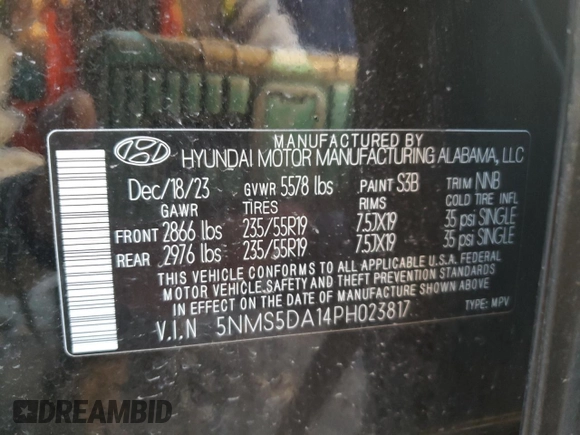 MANUFACTURED BY
HYUNDAI MOTOR MANUFACTURING ALABAMA, LLC
Dec/18/23 GVWR 5578 lbs PAINT S3B TRIM NNB
GAWR TIRES RIMS COLD TIRE INFL
FRONT 2866 lbs 235/55R19 7.5JX19 35 psi SINGLE
REAR 2976 lbs 235/55R19 7.5JX19 35 psi SINGLE
THIS VEHICLE CONFORMS TO ALL APPLICABLE U.S.A. FEDERAL
MOTOR VEHICLE SAFETY AND THEFT PREVENTION STANDARDS
IN EFFECT ON THE DATE OF MANUFACTURE SHOWN ABOVE
V.I.N 5NMS5DA14PH023817 TYPE: MPV
DREAMBID